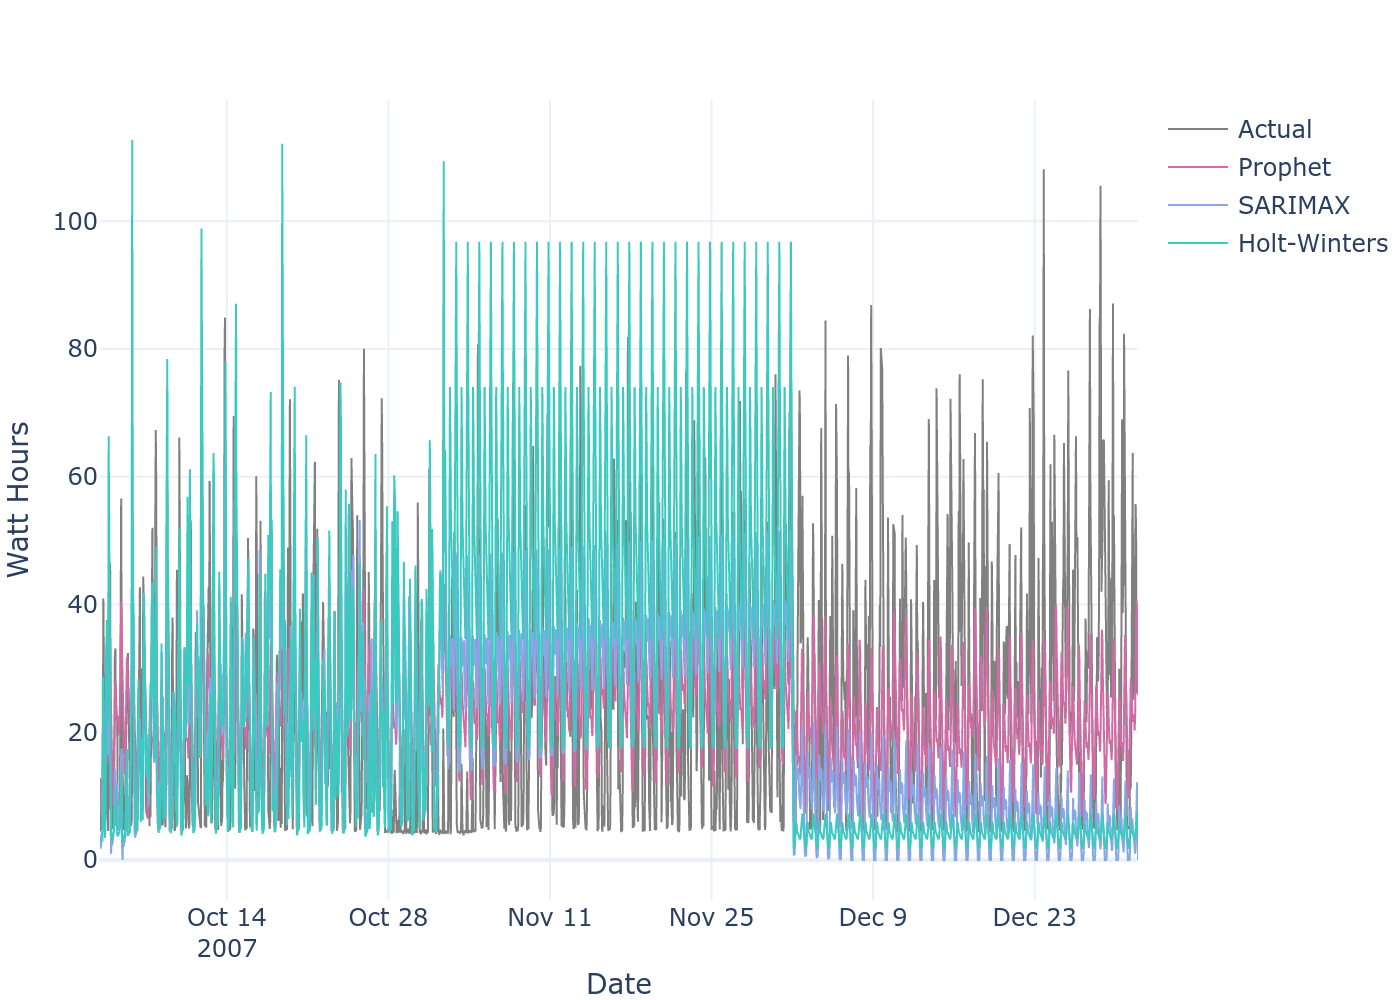 Actual
Prophet
SARIMAX
Holt-Winters
100
80
60
40
20
0
Watt Hours
Oct 14
2007
Oct 28
Nov 11
Nov 25
Dec 9
Dec 23
Date